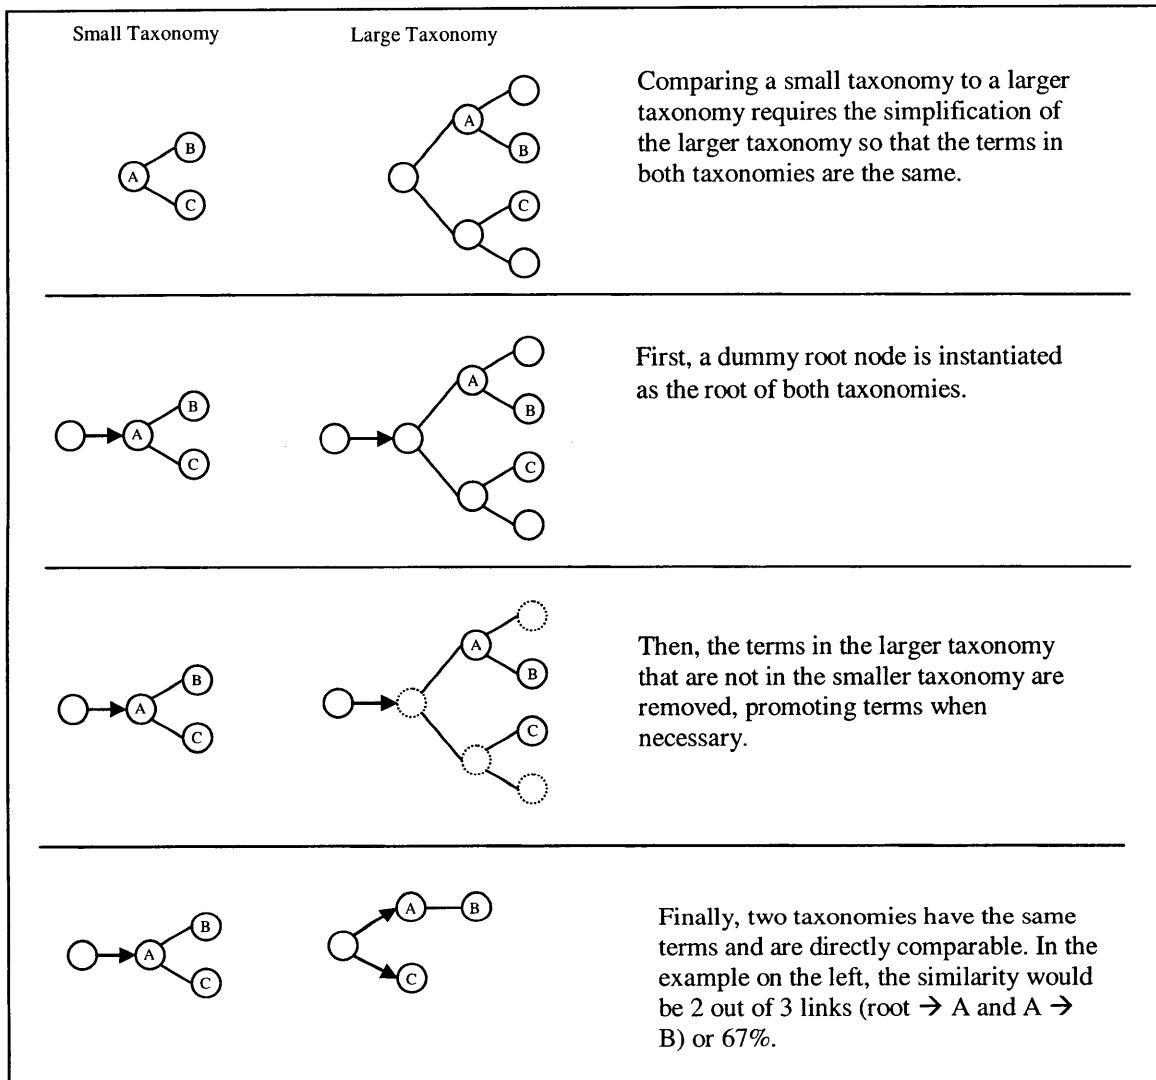 Small Taxonomy
Large Taxonomy
A
B
C
A
B
C
Comparing a small taxonomy to a larger
taxonomy requires the simplification of
the larger taxonomy so that the terms in
both taxonomies are the same.
A
B
C
A
B
C
First, a dummy root node is instantiated
as the root of both taxonomies.
A
B
C
A
B
C
Then, the terms in the larger taxonomy
that are not in the smaller taxonomy are
removed, promoting terms when
necessary.
A
B
C
A
B
C
Finally, two taxonomies have the same
terms and are directly comparable. In the
example on the left, the similarity would
be 2 out of 3 links (root → A and A →
B) or 67%.